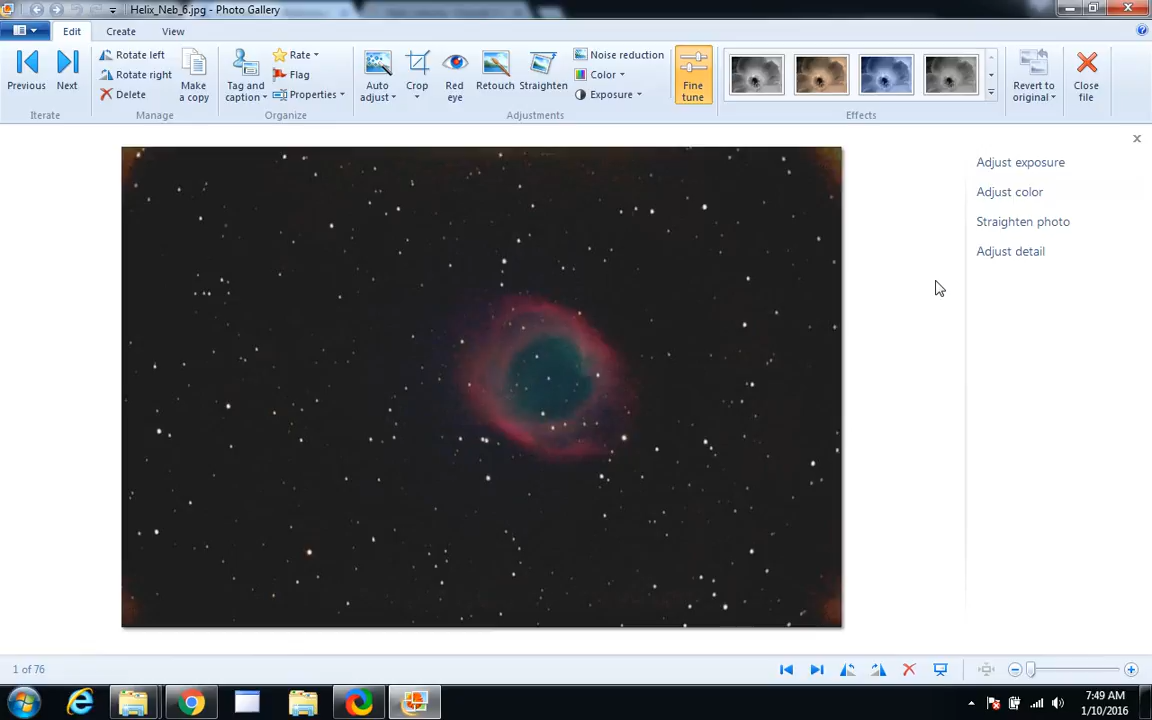 Helix_Neb_6.jpg - Photo Gallery
Edit Create View
Previous
Next
Rotate left
Rotate right
Delete
Make a copy
Tag and caption
Rate
Flag
Properties
Auto adjust
Crop
Red eye
Retouch
Straighten
Noise reduction
Color
Exposure
Fine tune
Revert to original
Close file
Iterate Manage Organize Adjustments Effects
Adjust exposure
Adjust color
Straighten photo
Adjust detail
1 of 76
7:49 AM
1/10/2016